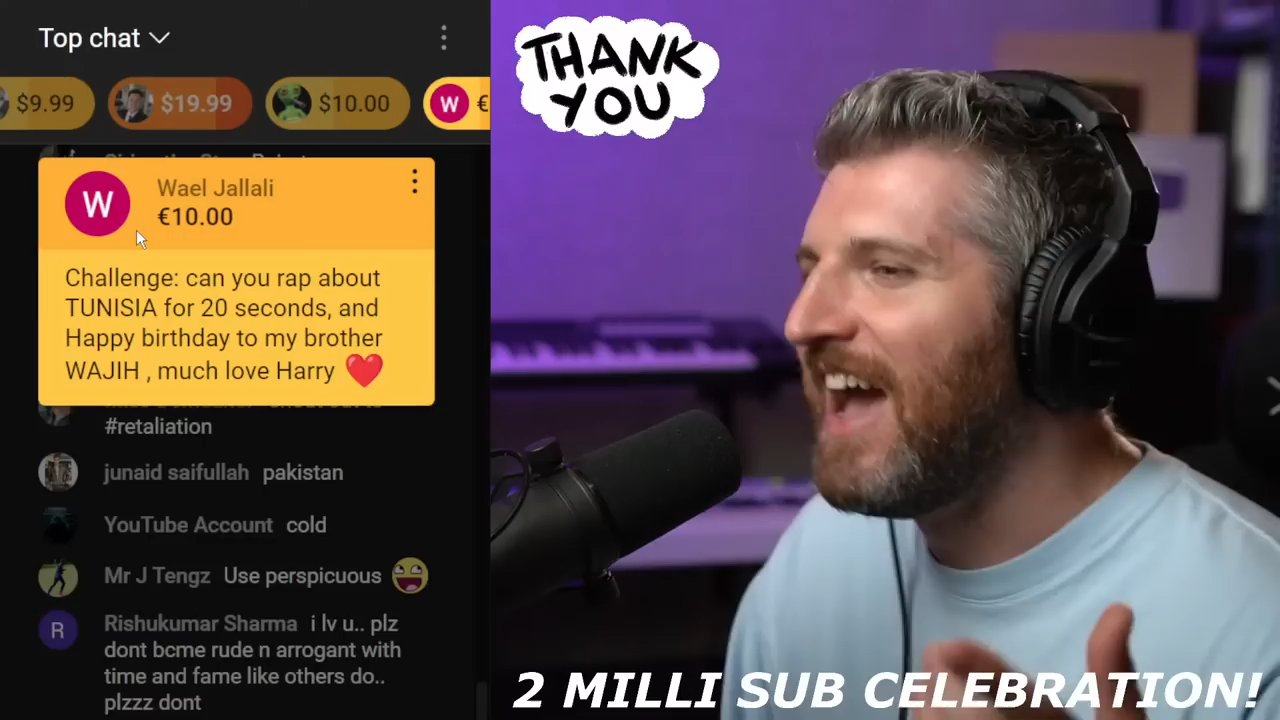 Top chat
$9.99
$19.99
$10.00
W
€
W
Wael Jallali
€10.00
Challenge: can you rap about
TUNISIA for 20 seconds, and
Happy birthday to my brother
WAJIH , much love Harry ❤️
#retaliation
junaid saifullah pakistan
YouTube Account cold
Mr J Tengz Use perspicuous
R
Rishukumar Sharma i lv u.. plz
dont bcme rude n arrogant with
time and fame like others do..
plzzz dont
THANK
YOU
2 MILLI SUB CELEBRATION!